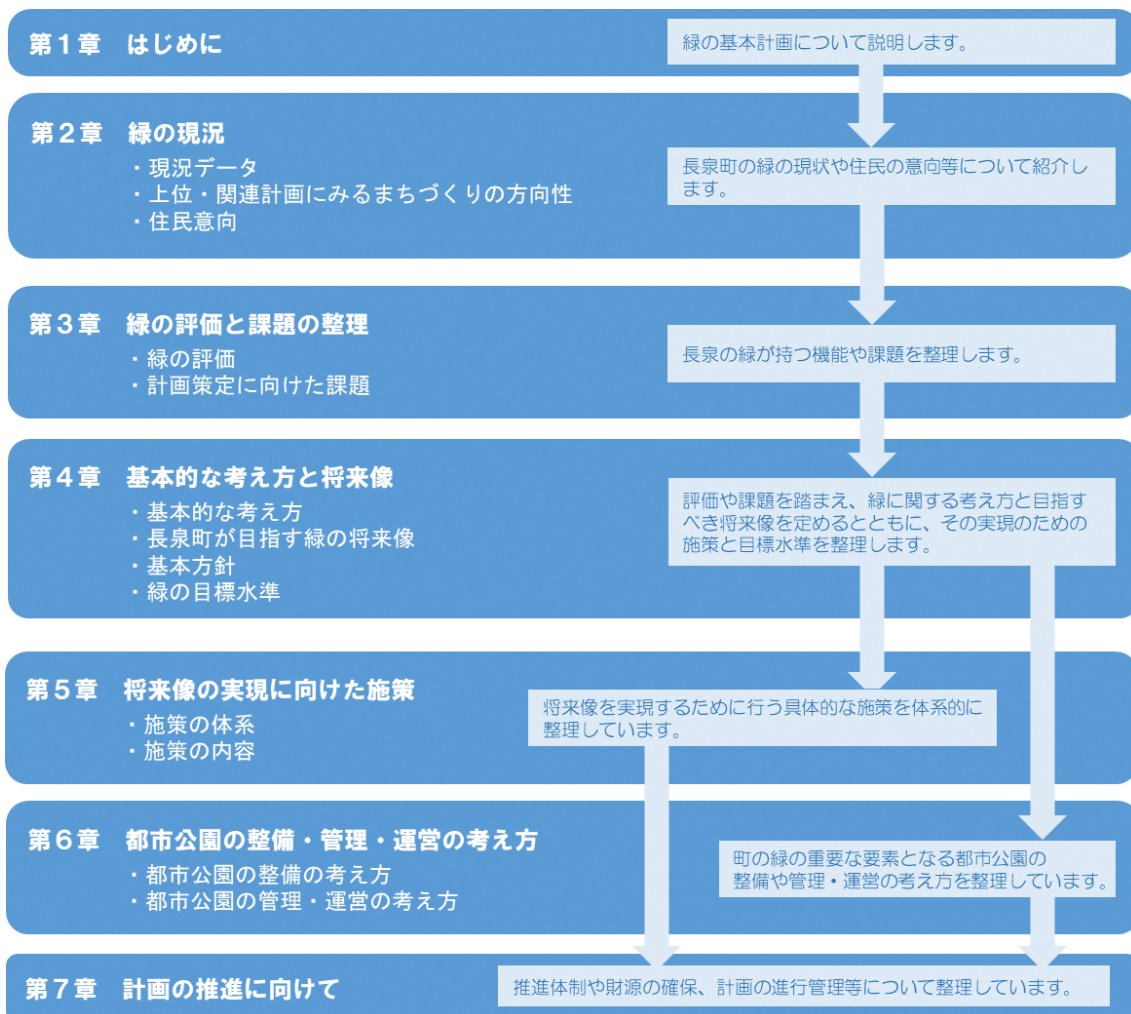 第１章　はじめに
緑の基本計画について説明します。
第２章　緑の現況
・現況データ
・上位・関連計画にみるまちづくりの方向性
・住民意向
長泉町の緑の現状や住民の意向等について紹介し
ます。
第３章　緑の評価と課題の整理
・緑の評価
・計画策定に向けた課題
長泉の緑が持つ機能や課題を整理します。
第４章　基本的な考え方と将来像
・基本的な考え方
・長泉町が目指す緑の将来像
・基本方針
・緑の目標水準
評価や課題を踏まえ、緑に関する考え方と目指す
べき将来像を定めるとともに、その実現のための
施策と目標水準を整理します。
第５章　将来像の実現に向けた施策
・施策の体系
・施策の内容
将来像を実現するために行う具体的な施策を体系的に
整理しています。
第６章　都市公園の整備・管理・運営の考え方
・都市公園の整備の考え方
・都市公園の管理・運営の考え方
町の緑の重要な要素となる都市公園の
整備や管理・運営の考え方を整理しています。
第７章　計画の推進に向けて
推進体制や財源の確保、計画の進行管理等について整理しています。